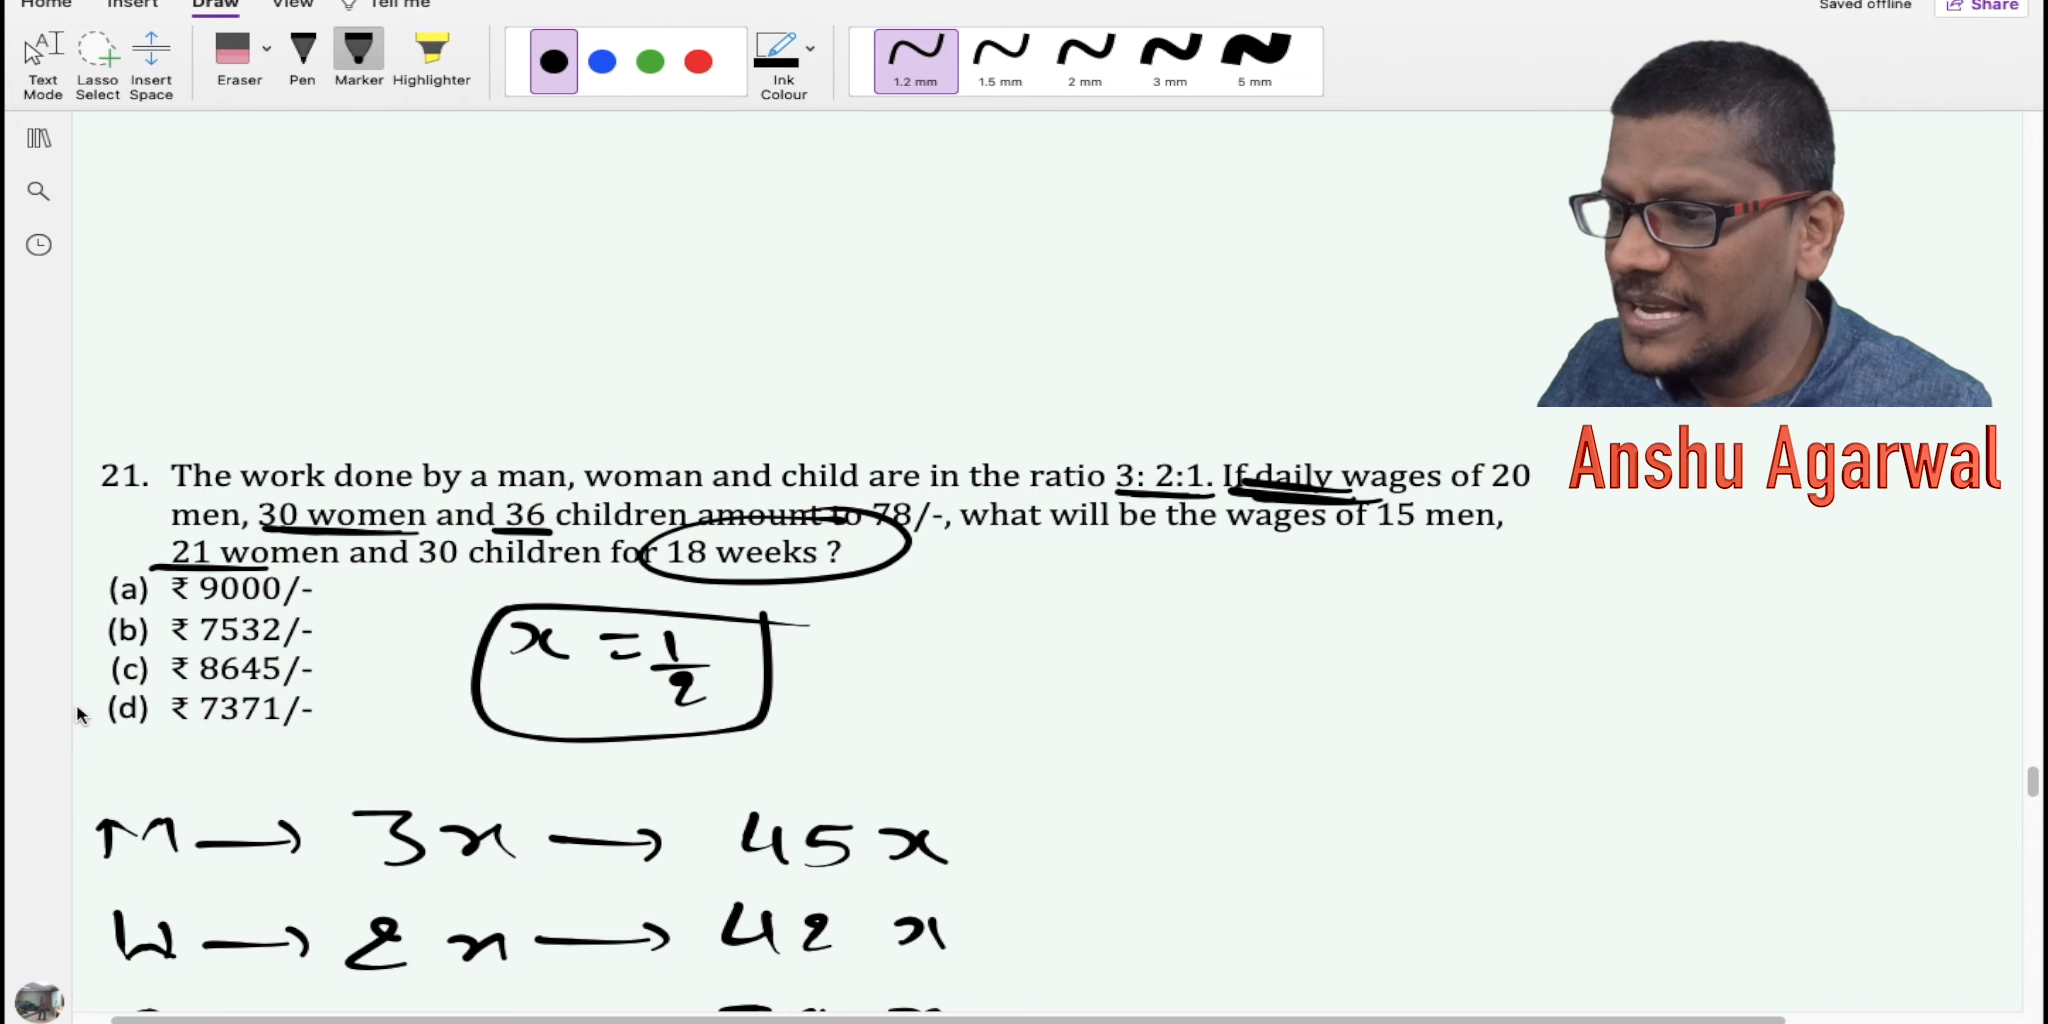 Home Insert Draw View Tell me Saved offline Share
Text Mode
Lasso Select
Insert Space
Eraser
Pen
Marker
Highlighter
Ink Colour
1.2 mm
1.5 mm
2 mm
3 mm
5 mm
Anshu Agarwal
21. The work done by a man, woman and child are in the ratio 3: 2:1. If daily wages of 20
men, 30 women and 36 children amount to 78/-, what will be the wages of 15 men,
21 women and 30 children for 18 weeks ?
(a) ₹ 9000/-
(b) ₹ 7532/-
(c) ₹ 8645/-
(d) ₹ 7371/-
x = 1/2
M → 3x → 45 x
W → 2 x → 42 x